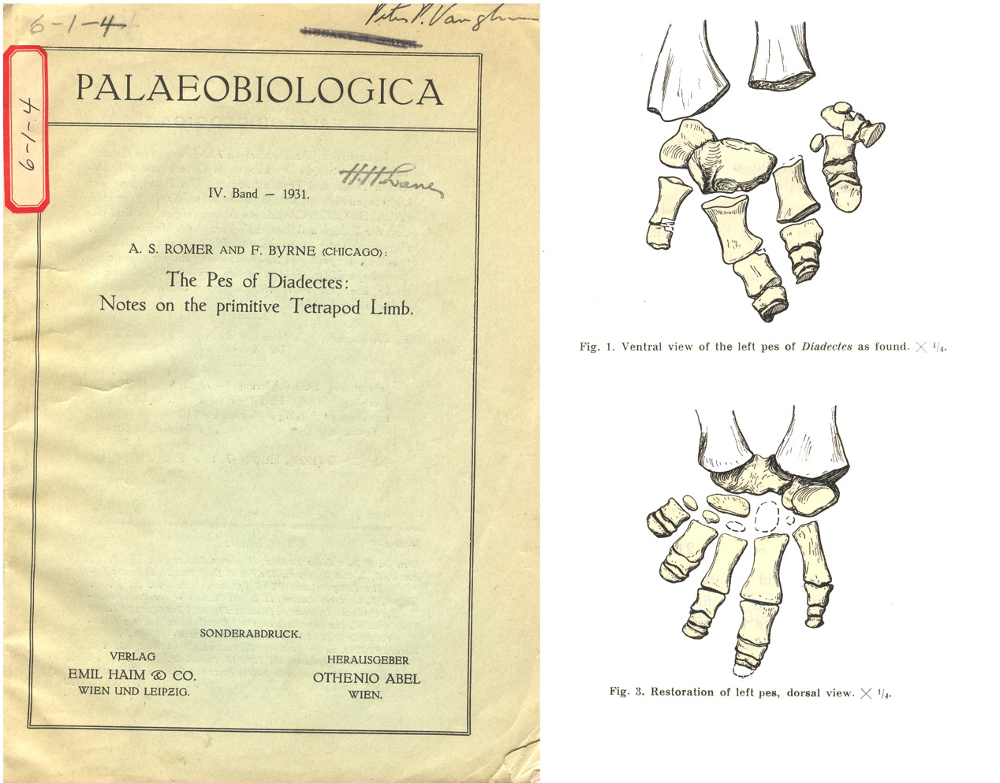 6-1-4
Peter P. Vaughn
6-1-4
PALAEOBIOLOGICA
H.H. Lane
IV. Band — 1931.
A. S. ROMER AND F. BYRNE (CHICAGO):
The Pes of Diadectes:
Notes on the primitive Tetrapod Limb.
SONDERABDRUCK.
VERLAG
EMIL HAIM & CO.
WIEN UND LEIPZIG.
HERAUSGEBER
OTHENIO ABEL
WIEN.
Fig. 1. Ventral view of the left pes of Diadectes as found. × 1/4.
Fig. 3. Restoration of left pes, dorsal view. × 1/4.